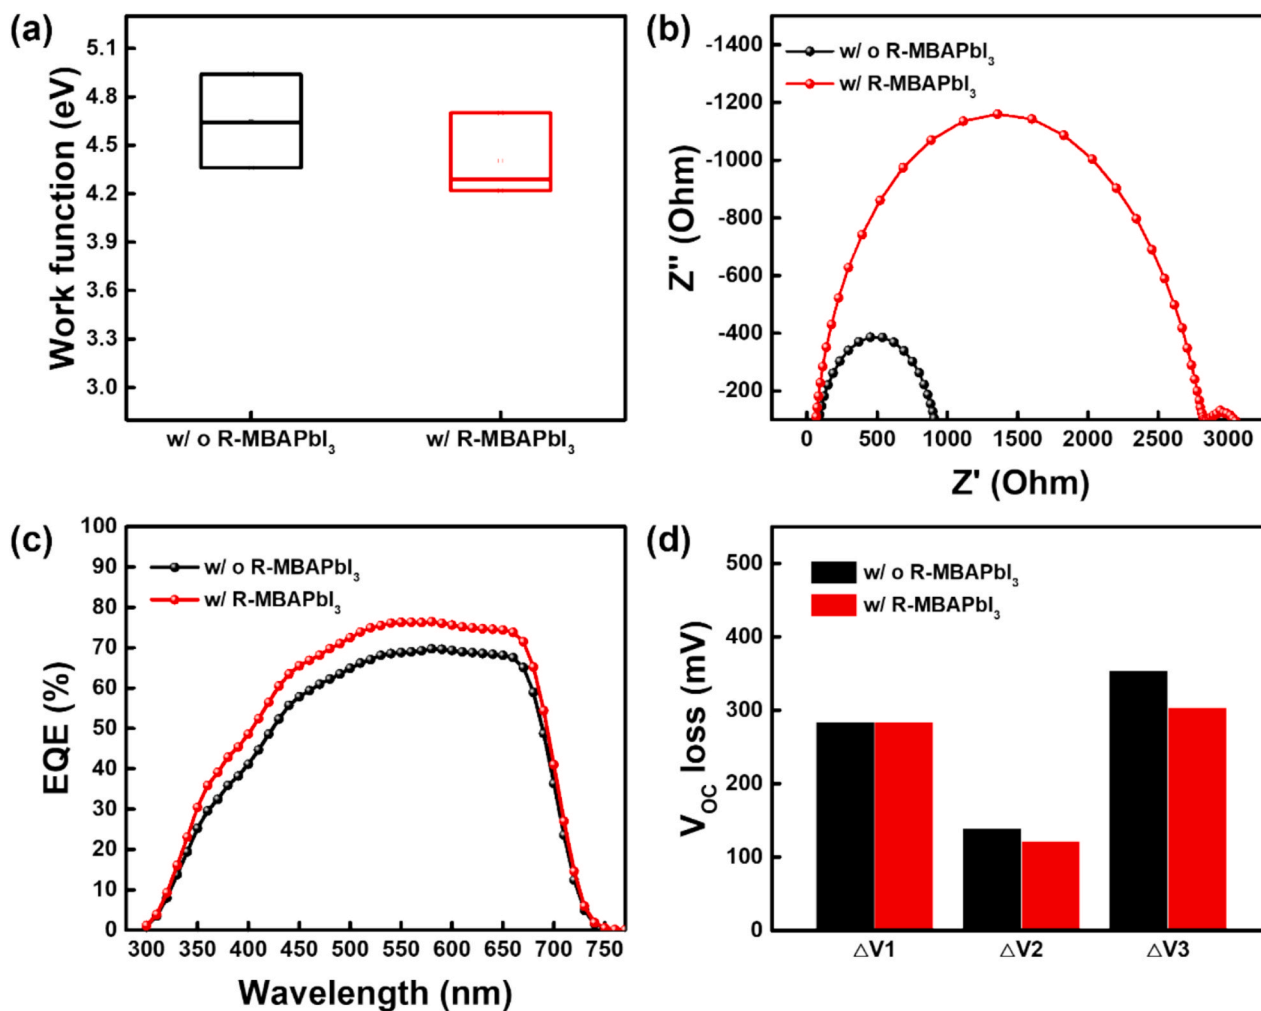 (a)
Work function (eV)
5.1
4.8
4.5
4.2
3.9
3.6
3.3
3.0
w/ o R-MBAPbI₃
w/ R-MBAPbI₃
(b)
Z'' (Ohm)
-1400
-1200
-1000
-800
-600
-400
-200
w/ o R-MBAPbI₃
w/ R-MBAPbI₃
0 500 1000 1500 2000 2500 3000
Z' (Ohm)
(c)
EQE (%)
100
90
80
70
60
50
40
30
20
10
0
w/ o R-MBAPbI₃
w/ R-MBAPbI₃
300 350 400 450 500 550 600 650 700 750
Wavelength (nm)
(d)
V_OC loss (mV)
500
400
300
200
100
0
w/ o R-MBAPbI₃
w/ R-MBAPbI₃
△V1 △V2 △V3